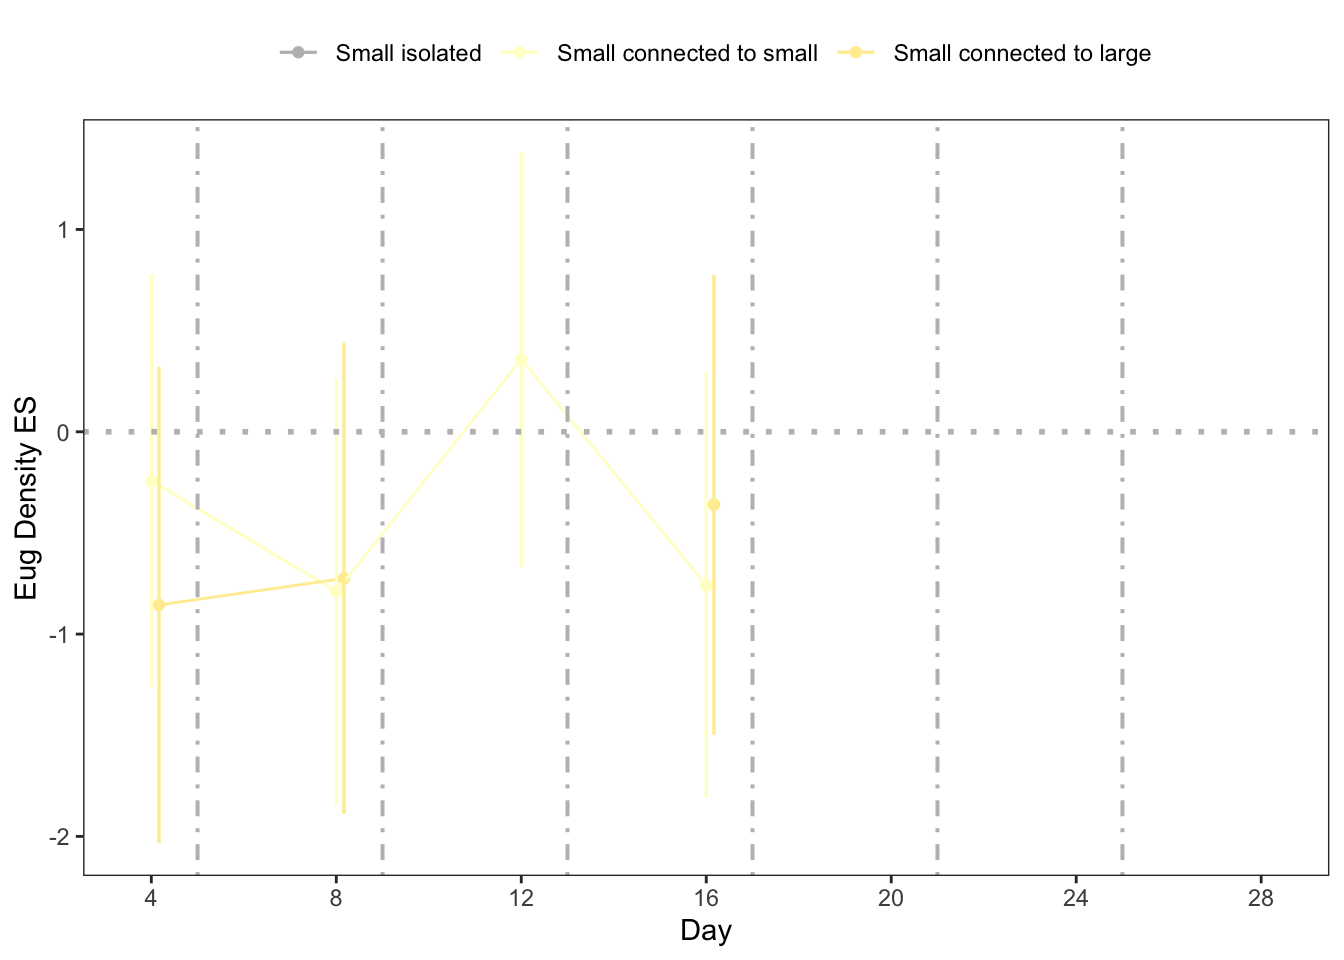 Small isolated Small connected to small Small connected to large
Eug Density ES
1
0
-1
-2
4 8 12 16 20 24 28
Day